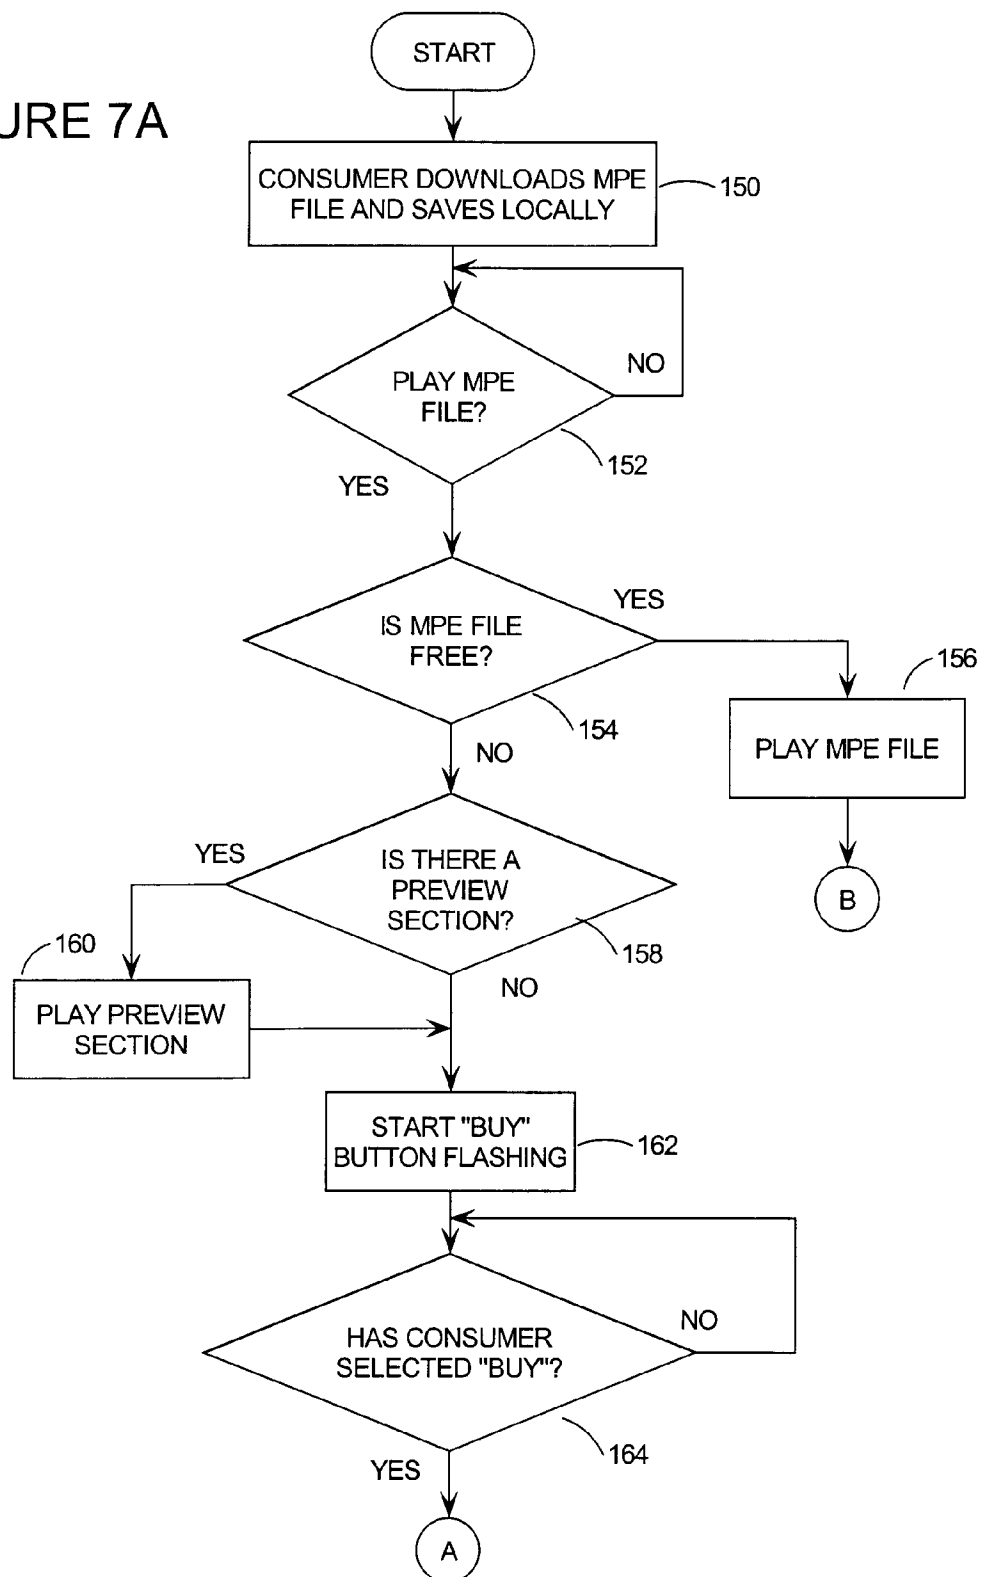 START
URE 7A
CONSUMER DOWNLOADS MPE
FILE AND SAVES LOCALLY
150
NO
PLAY MPE
FILE?
152
YES
YES
IS MPE FILE
FREE?
156
154
NO
PLAY MPE FILE
YES
IS THERE A
PREVIEW
SECTION?
B
160
158
NO
PLAY PREVIEW
SECTION
START "BUY"
BUTTON FLASHING
162
NO
HAS CONSUMER
SELECTED "BUY"?
164
YES
A